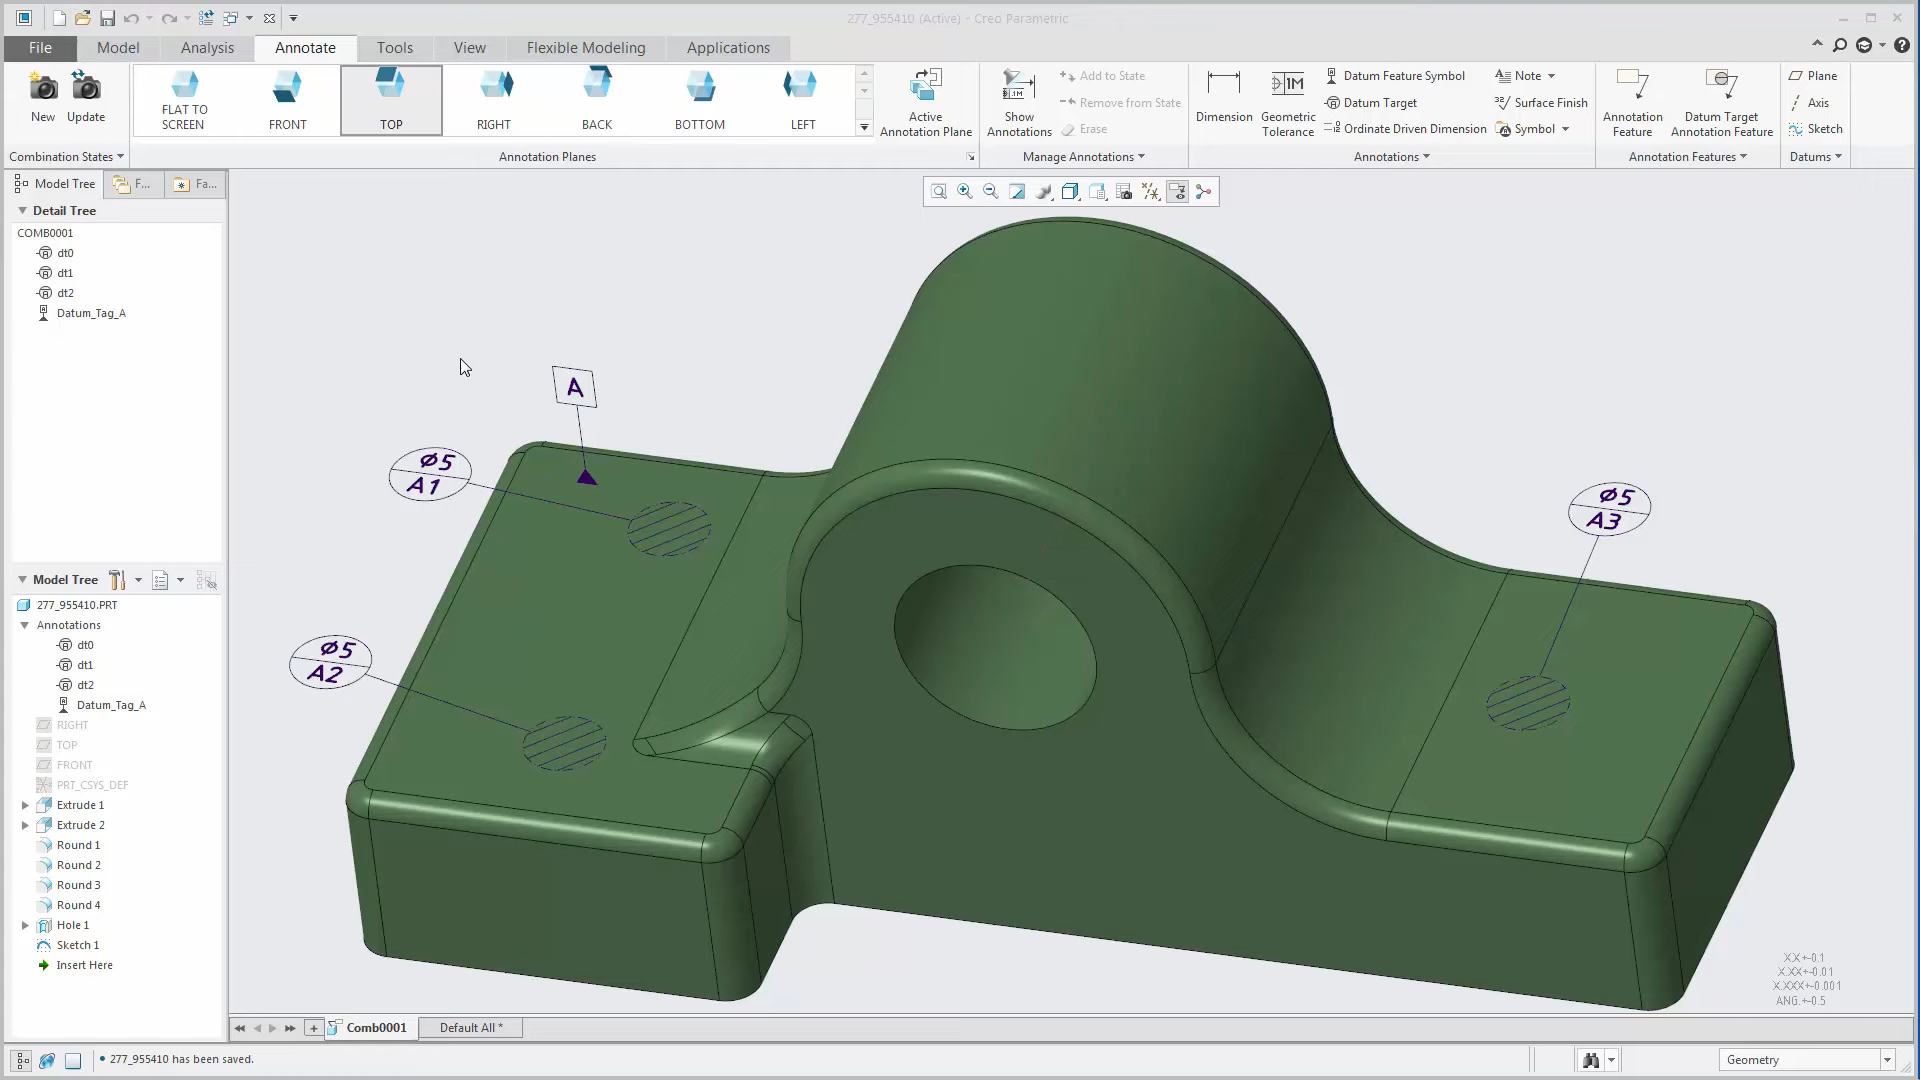 277_955410 (Active) - Creo Parametric
File
Model
Analysis
Annotate
Tools
View
Flexible Modeling
Applications
New
Update
Combination States
FLAT TO
SCREEN
FRONT
TOP
RIGHT
BACK
BOTTOM
LEFT
Annotation Planes
Active
Annotation Plane
Show
Annotations
Add to State
Remove from State
Erase
Manage Annotations
Dimension
Geometric
Tolerance
Datum Feature Symbol
Datum Target
Ordinate Driven Dimension
Note
Surface Finish
Symbol
Annotations
Annotation
Feature
Datum Target
Annotation Feature
Annotation Features
Plane
Axis
Sketch
Datums
Model Tree
F...
Fa...
Detail Tree
COMB0001
dt0
dt1
dt2
Datum_Tag_A
Model Tree
277_955410.PRT
Annotations
dt0
dt1
dt2
Datum_Tag_A
RIGHT
TOP
FRONT
PRT_CSYS_DEF
Extrude 1
Extrude 2
Round 1
Round 2
Round 3
Round 4
Hole 1
Sketch 1
Insert Here
A
Ø5
A1
Ø5
A2
Ø5
A3
X.X+-0.1
X.XX+-0.01
X.XXX+-0.001
ANG.+-0.5
Comb0001
Default All *
277_955410 has been saved.
Geometry